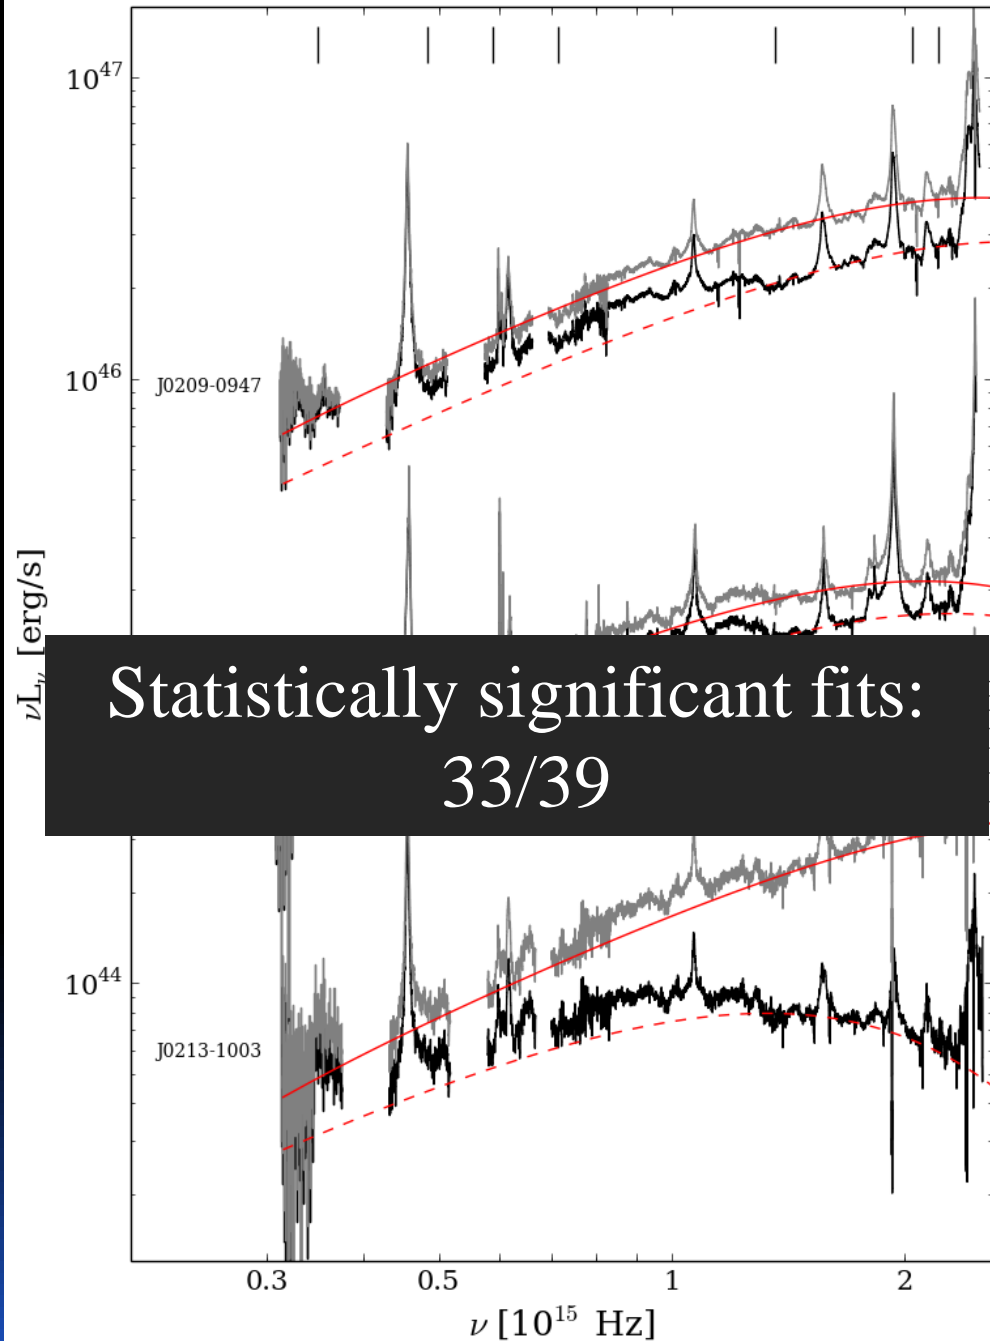 10^47
J0209-0947
10^46
νL_ν [erg/s]
Statistically significant fits:
33/39
10^44
J0213-1003
0.3 0.5 1 2
ν [10^15 Hz]